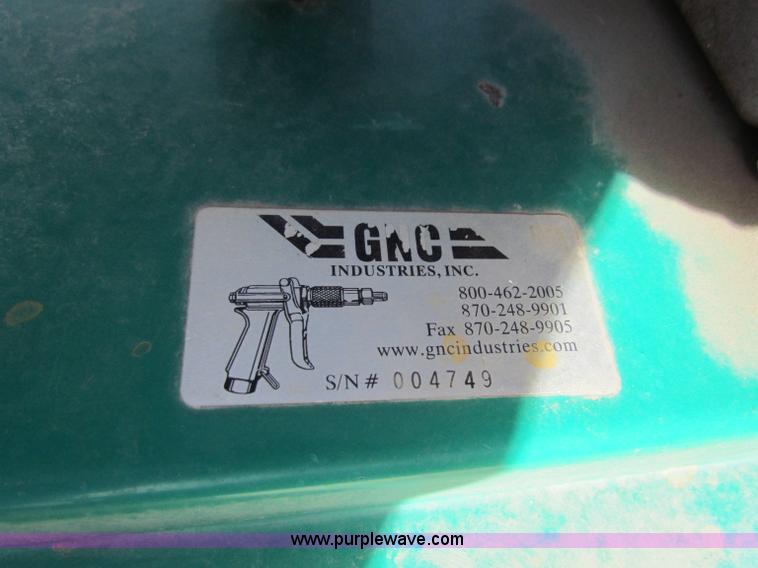 GNC
INDUSTRIES, INC.
800-462-2005
870-248-9901
Fax 870-248-9905
www.gncindustries.com
S/N # 004749
www.purplewave.com